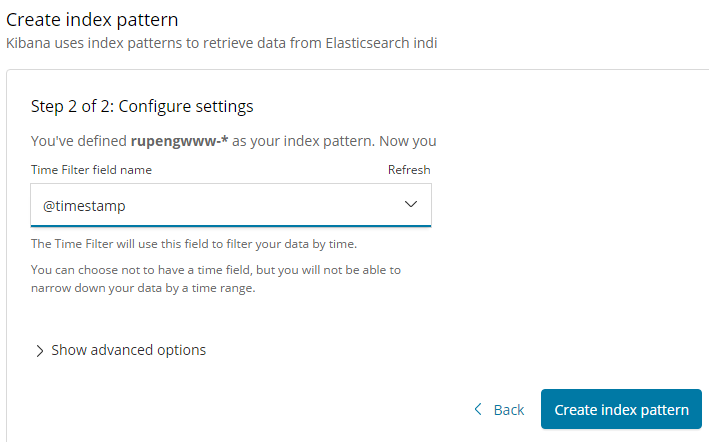 Create index pattern
Kibana uses index patterns to retrieve data from Elasticsearch indi
Step 2 of 2: Configure settings
You've defined rupengwww-* as your index pattern. Now you
Time Filter field name Refresh
@timestamp
The Time Filter will use this field to filter your data by time.
You can choose not to have a time field, but you will not be able to
narrow down your data by a time range.
Show advanced options
Back Create index pattern